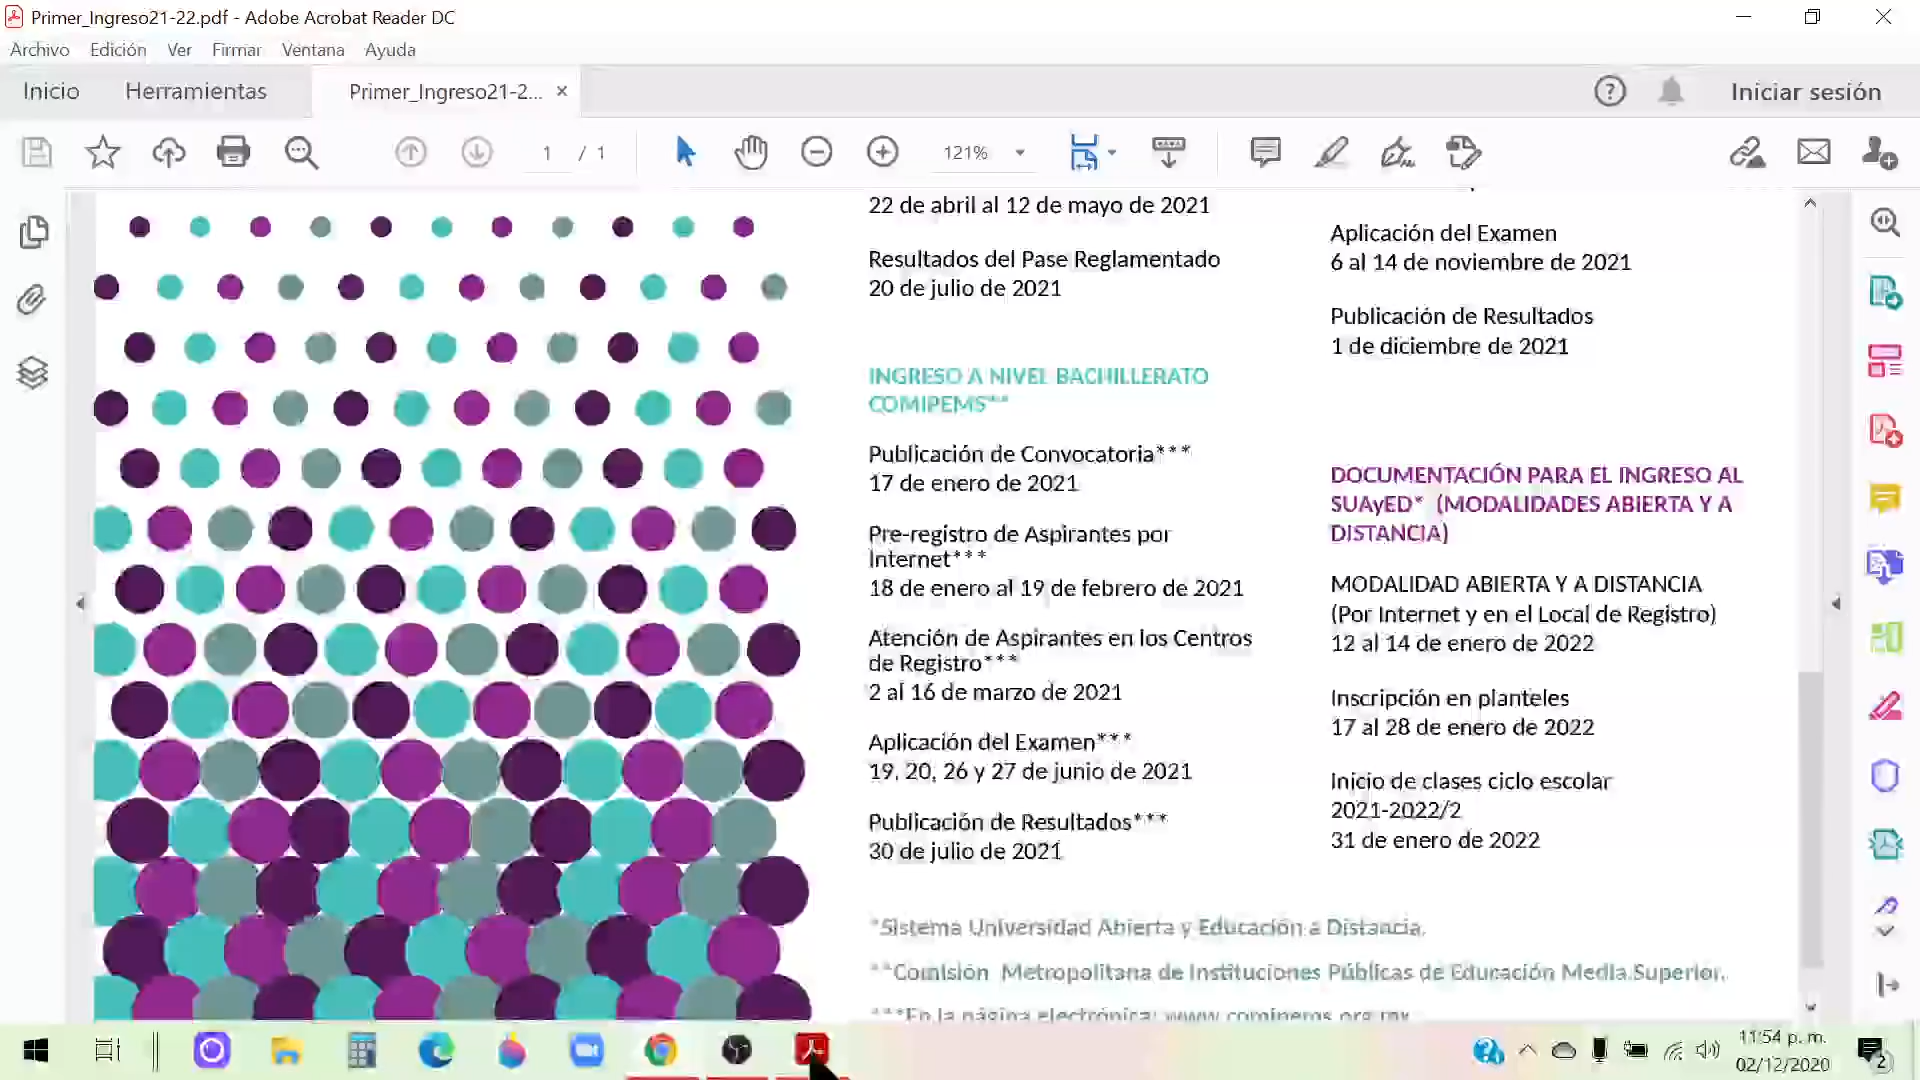 Primer_Ingreso21-22.pdf - Adobe Acrobat Reader DC
Archivo Edición Ver Firmar Ventana Ayuda
Inicio Herramientas Primer_Ingreso21-2... × Iniciar sesión
1 / 1 121%
22 de abril al 12 de mayo de 2021
Resultados del Pase Reglamentado
20 de julio de 2021
INGRESO A NIVEL BACHILLERATO
COMIPEMS**
Publicación de Convocatoria***
17 de enero de 2021
Pre-registro de Aspirantes por
Internet***
18 de enero al 19 de febrero de 2021
Atención de Aspirantes en los Centros
de Registro***
2 al 16 de marzo de 2021
Aplicación del Examen***
19, 20, 26 y 27 de junio de 2021
Publicación de Resultados***
30 de julio de 2021
Aplicación del Examen
6 al 14 de noviembre de 2021
Publicación de Resultados
1 de diciembre de 2021
DOCUMENTACIÓN PARA EL INGRESO AL
SUAyED* (MODALIDADES ABIERTA Y A
DISTANCIA)
MODALIDAD ABIERTA Y A DISTANCIA
(Por Internet y en el Local de Registro)
12 al 14 de enero de 2022
Inscripción en planteles
17 al 28 de enero de 2022
Inicio de clases ciclo escolar
2021-2022/2
31 de enero de 2022
*Sistema Universidad Abierta y Educación a Distancia.
**Comisión Metropolitana de Instituciones Públicas de Educación Media Superior.
***En la página electrónica: www.comipems.org.mx
11:54 p. m.
02/12/2020
2